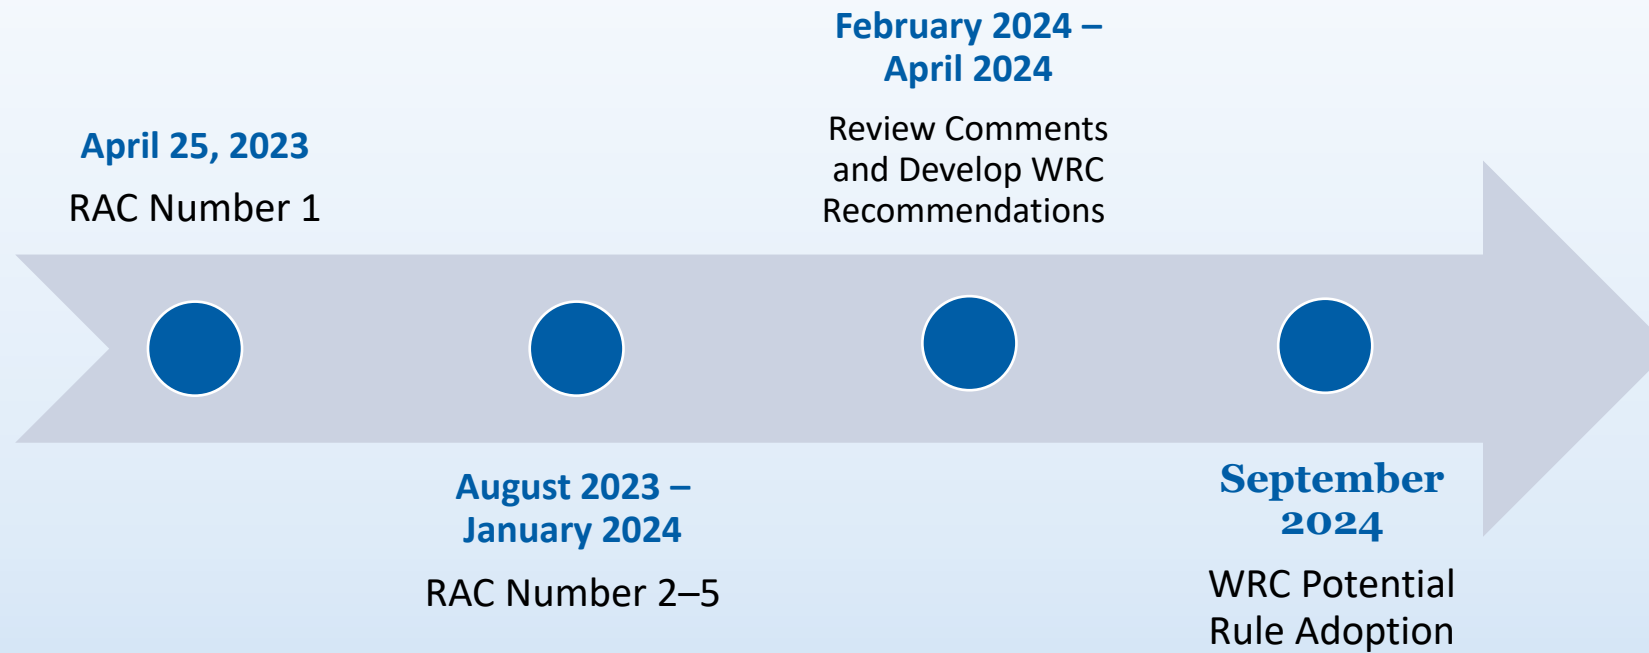 April 25, 2023
RAC Number 1
August 2023 –
January 2024
RAC Number 2–5
February 2024 –
April 2024
Review Comments
and Develop WRC
Recommendations
September
2024
WRC Potential
Rule Adoption